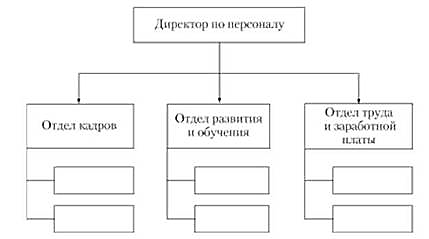 Директор по персоналу
Отдел кадров
Отдел развития
и обучения
Отдел труда
и заработной
платы